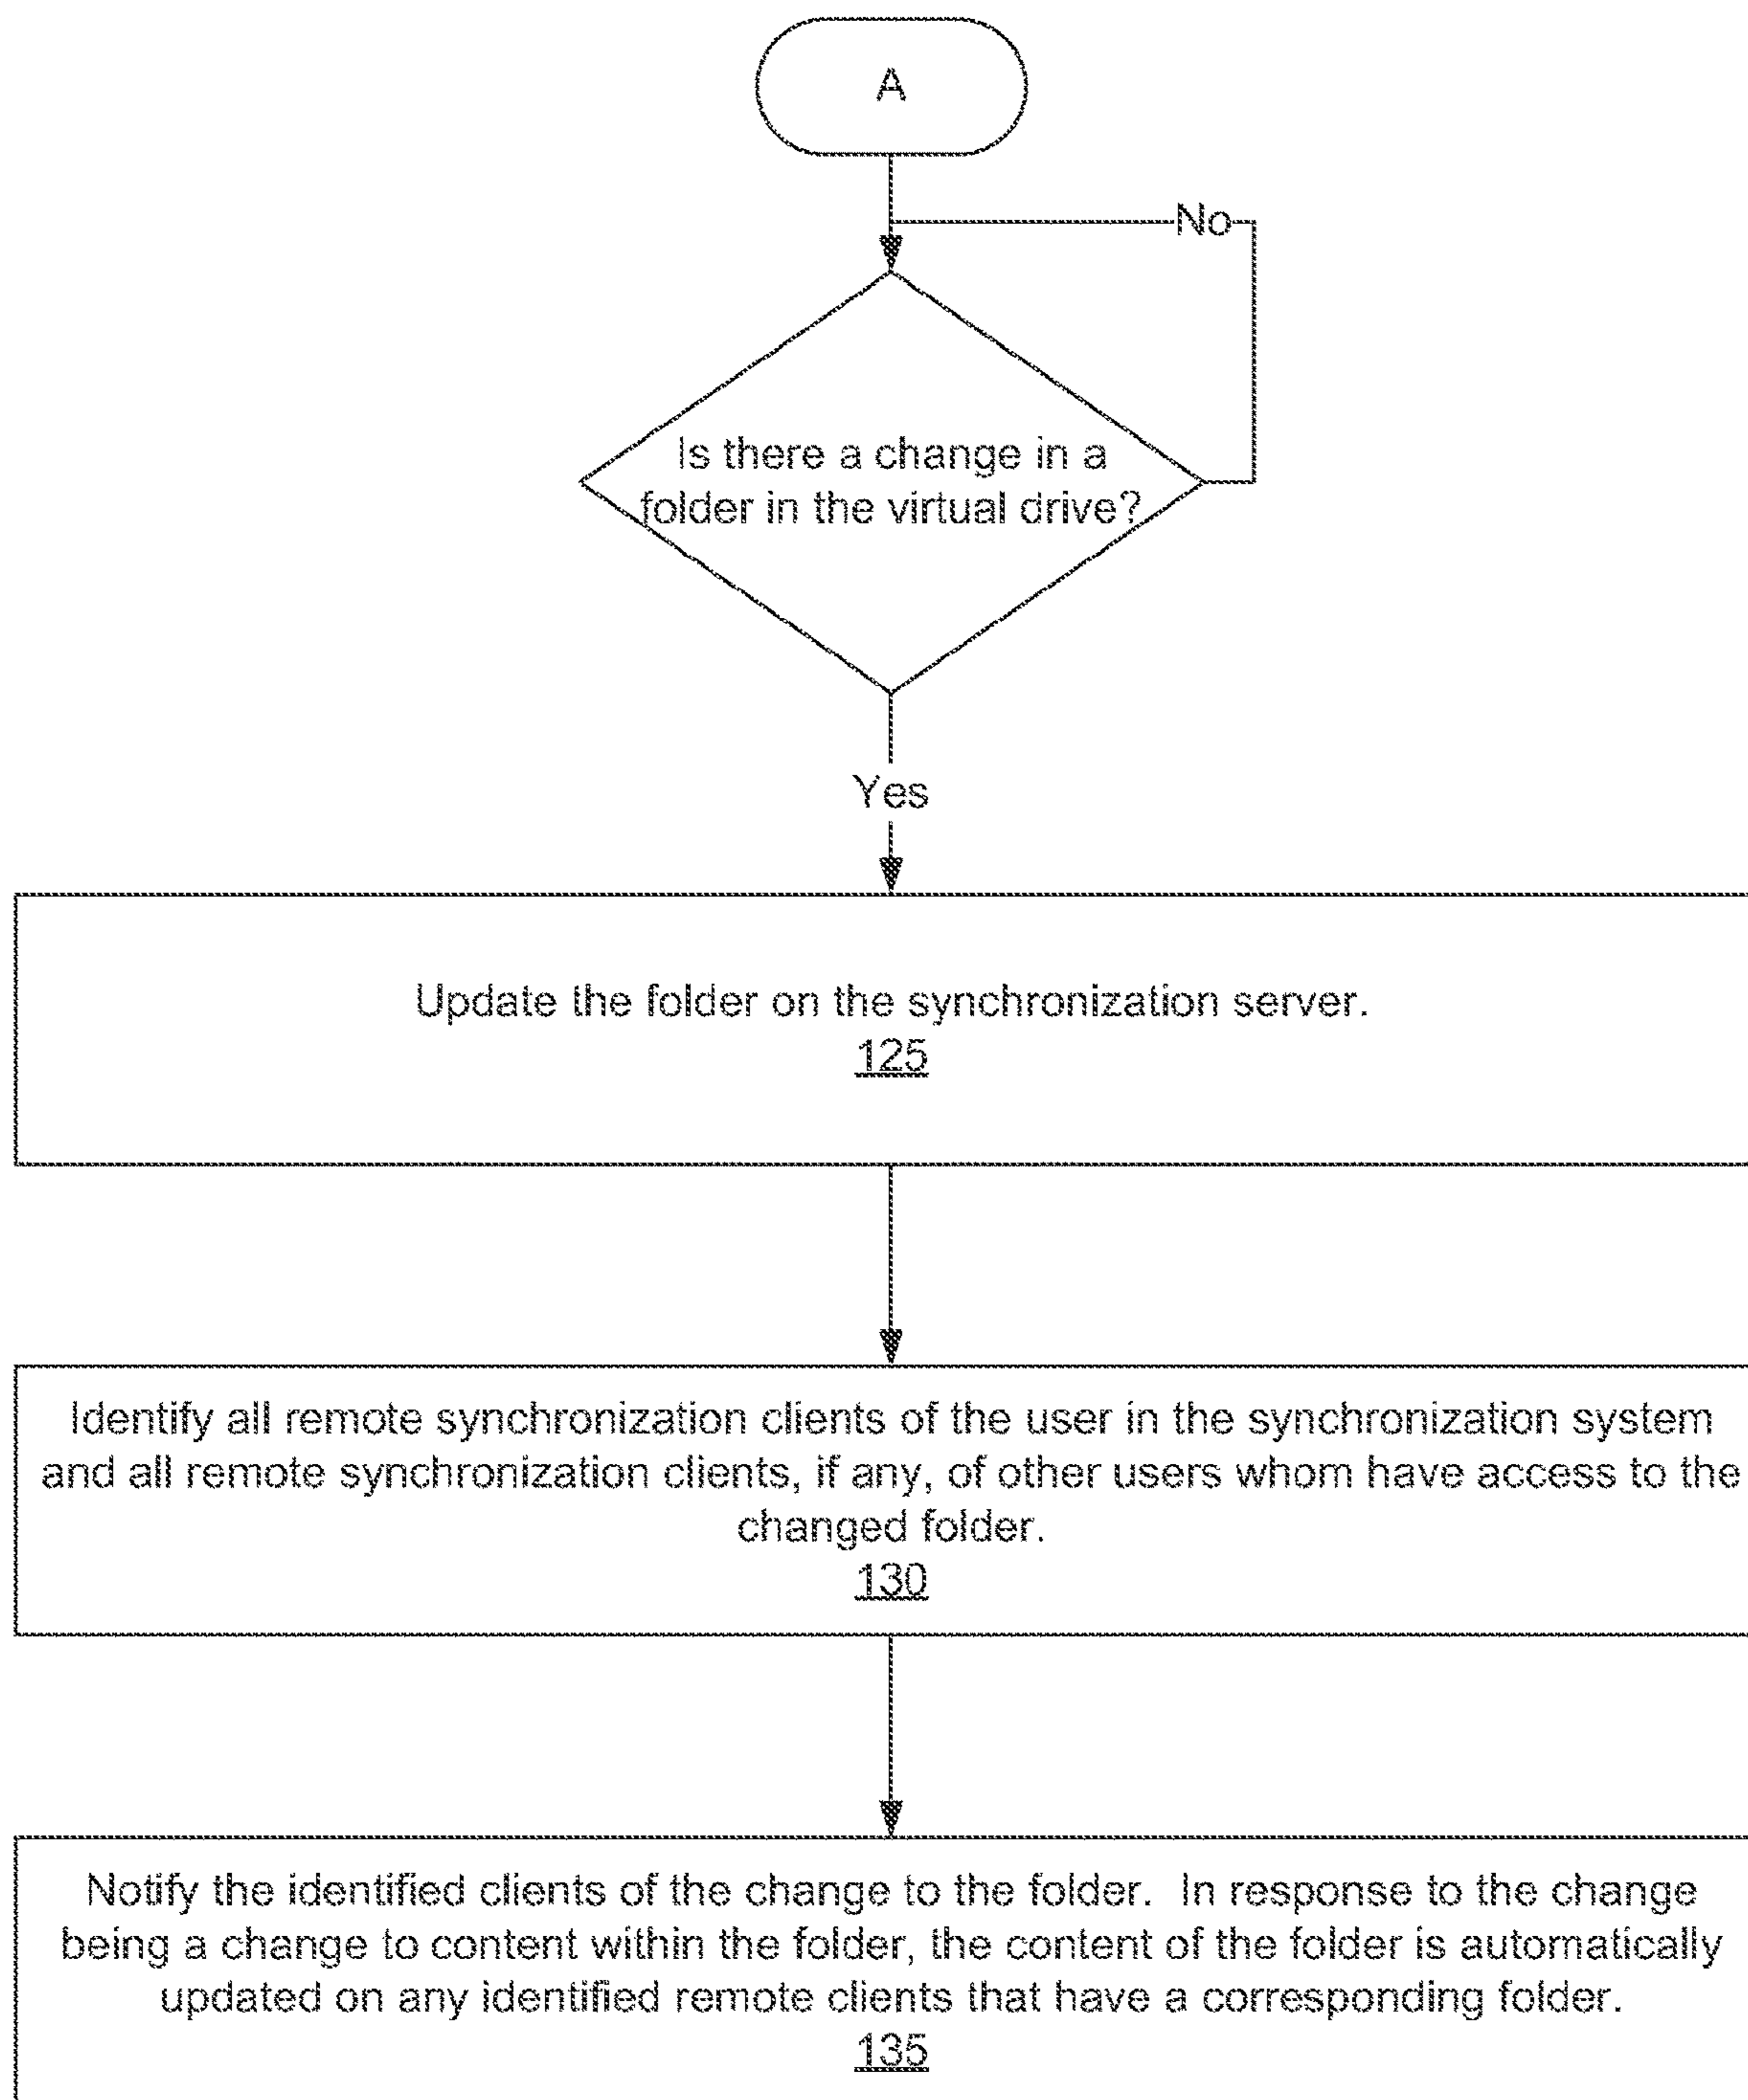 A
No
Is there a change in a
folder in the virtual drive?
Yes
Update the folder on the synchronization server.
125
Identify all remote synchronization clients of the user in the synchronization system
and all remote synchronization clients, if any, of other users whom have access to the
changed folder.
130
Notify the identified clients of the change to the folder.  In response to the change
being a change to content within the folder, the content of the folder is automatically
updated on any identified remote clients that have a corresponding folder.
135